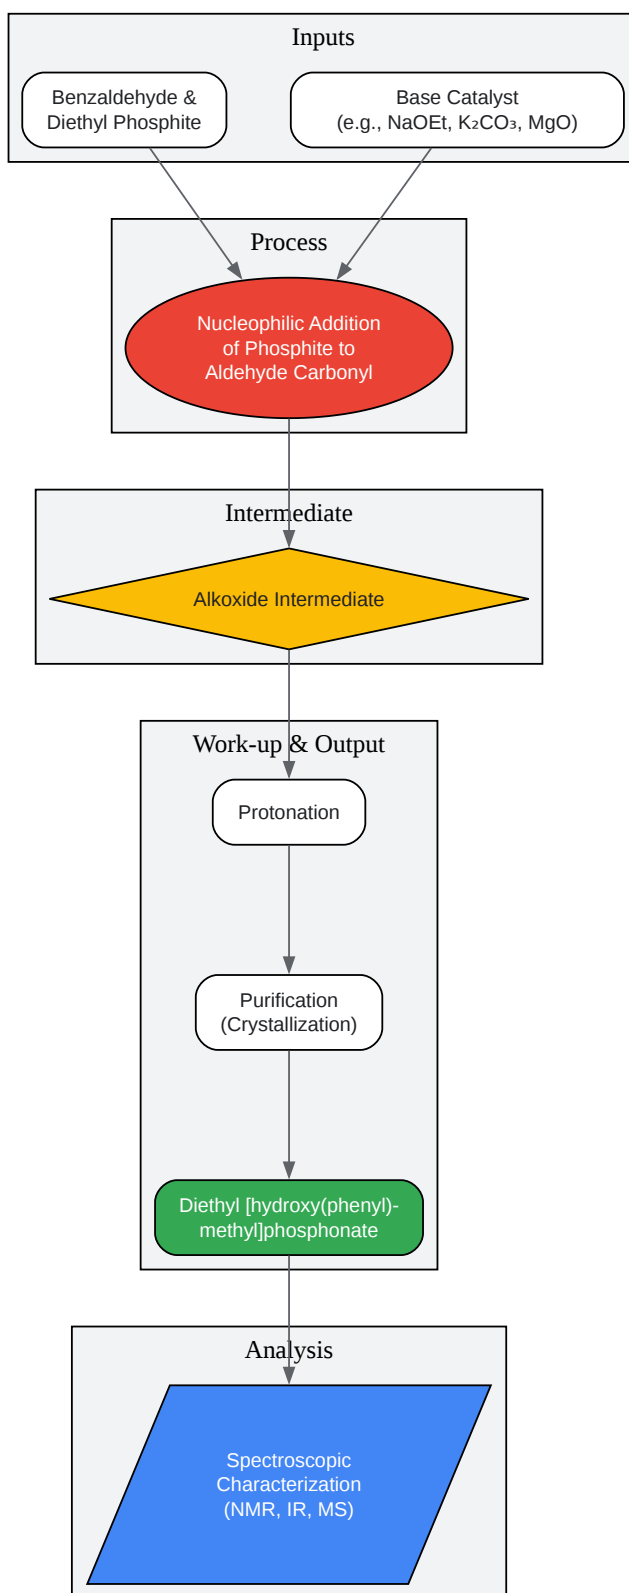 Inputs
Benzaldehyde &
Diethyl Phosphite
Base Catalyst
(e.g., NaOEt, K₂CO₃, MgO)
Process
Nucleophilic Addition
of Phosphite to
Aldehyde Carbonyl
Intermediate
Alkoxide Intermediate
Work-up & Output
Protonation
Purification
(Crystallization)
Diethyl [hydroxy(phenyl)-
methyl]phosphonate
Analysis
Spectroscopic
Characterization
(NMR, IR, MS)